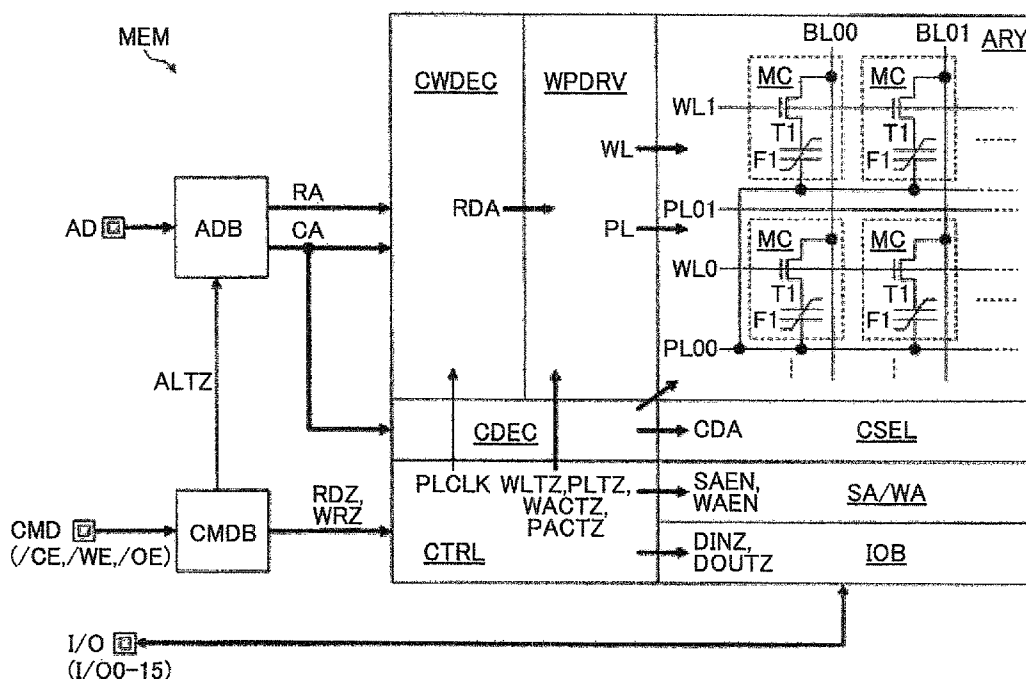 MEM
AD
ADB
RA
CA
ALTZ
CMD
(/CE,/WE,/OE)
CMDB
RDZ,
WRZ
I/O
(I/O0-15)
CWDEC
WPDRV
RDA
WL
PL
CDEC
CDA
CSEL
PLCLK
WLTZ,PLTZ,
WACTZ,
PACTZ
CTRL
SAEN,
WAEN
SA/WA
DINZ,
DOUTZ
IOB
BL00
BL01
ARY
WL1
MC
T1
F1
MC
T1
F1
PL01
WL0
MC
T1
F1
MC
T1
F1
PL00